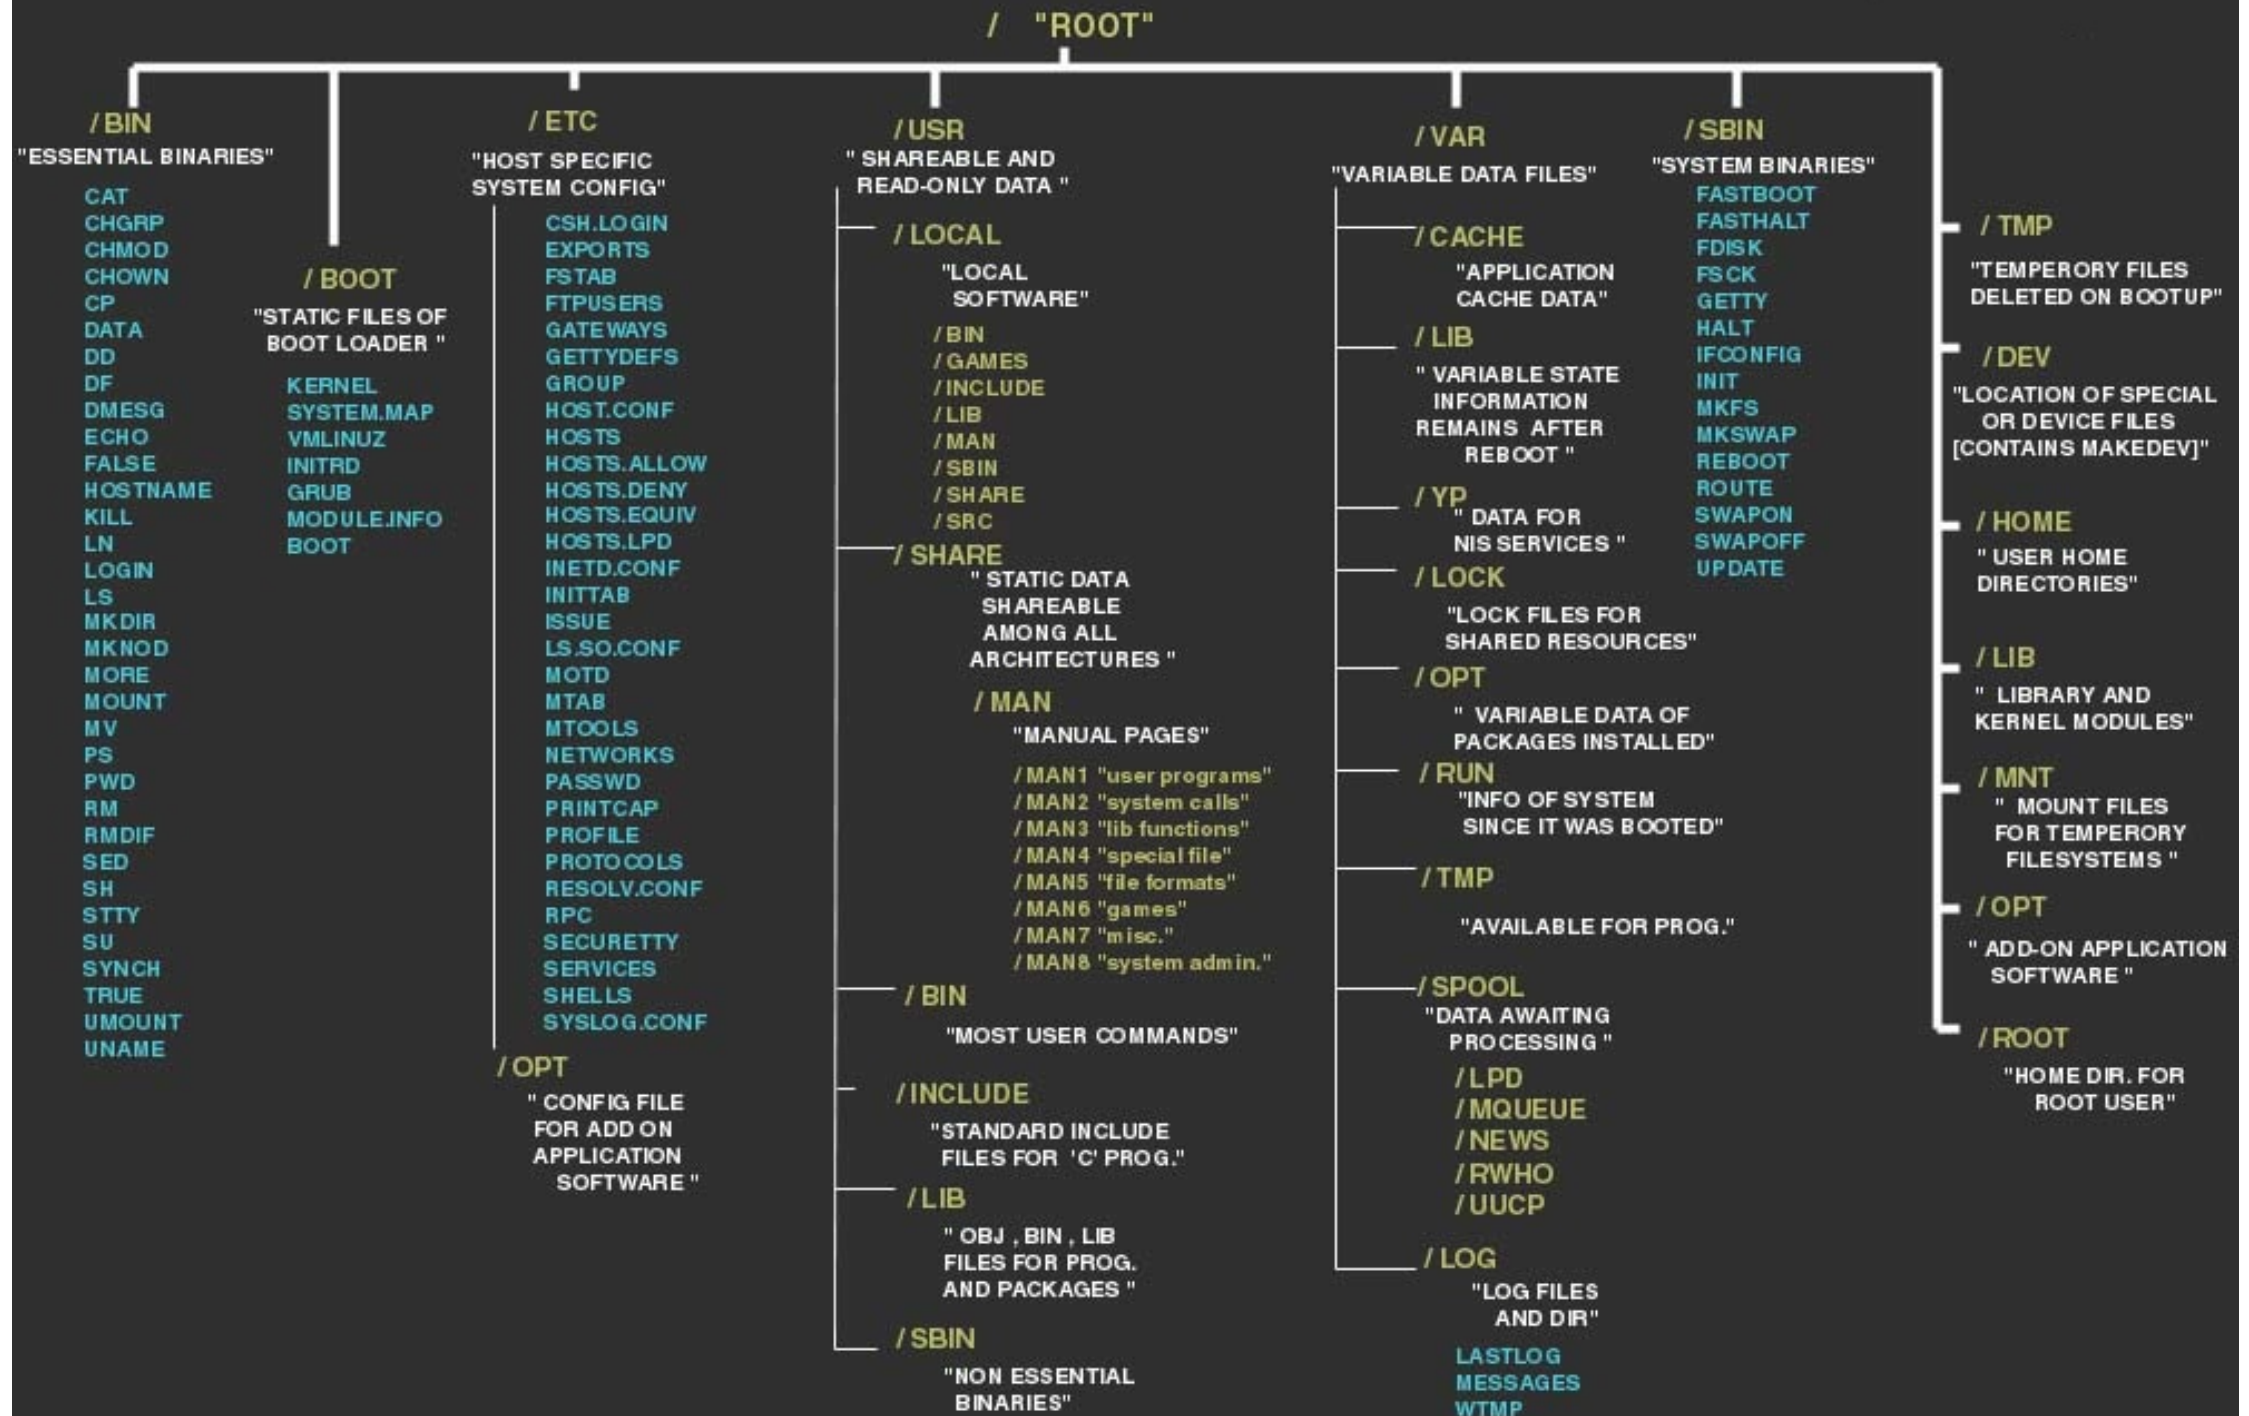 / "ROOT"
/BIN
"ESSENTIAL BINARIES"
CAT
CHGRP
CHMOD
CHOWN
CP
DATA
DD
DF
DMESG
ECHO
FALSE
HOSTNAME
KILL
LN
LOGIN
LS
MKDIR
MKNOD
MORE
MOUNT
MV
PS
PWD
RM
RMDIF
SED
SH
STTY
SU
SYNCH
TRUE
UMOUNT
UNAME
/BOOT
"STATIC FILES OF
BOOT LOADER "
KERNEL
SYSTEM.MAP
VMLINUZ
INITRD
GRUB
MODULE.INFO
BOOT
/ETC
"HOST SPECIFIC
SYSTEM CONFIG"
CSH.LOGIN
EXPORTS
FSTAB
FTPUSERS
GATEWAYS
GETTYDEFS
GROUP
HOST.CONF
HOSTS
HOSTS.ALLOW
HOSTS.DENY
HOSTS.EQUIV
HOSTS.LPD
INETD.CONF
INITTAB
ISSUE
LS.SO.CONF
MOTD
MTAB
MTOOLS
NETWORKS
PASSWD
PRINTCAP
PROFILE
PROTOCOLS
RESOLV.CONF
RPC
SECURETTY
SERVICES
SHELLS
SYSLOG.CONF
/OPT
" CONFIG FILE
FOR ADD ON
APPLICATION
SOFTWARE "
/USR
" SHAREABLE AND
READ-ONLY DATA "
/LOCAL
"LOCAL
SOFTWARE"
/BIN
/GAMES
/INCLUDE
/LIB
/MAN
/SBIN
/SHARE
/SRC
/SHARE
" STATIC DATA
SHAREABLE
AMONG ALL
ARCHITECTURES "
/MAN
"MANUAL PAGES"
/MAN1 "user programs"
/MAN2 "system calls"
/MAN3 "lib functions"
/MAN4 "special file"
/MAN5 "file formats"
/MAN6 "games"
/MAN7 "misc."
/MAN8 "system admin."
/BIN
"MOST USER COMMANDS"
/INCLUDE
"STANDARD INCLUDE
FILES FOR 'C' PROG."
/LIB
" OBJ , BIN , LIB
FILES FOR PROG.
AND PACKAGES "
/SBIN
"NON ESSENTIAL
BINARIES"
/VAR
"VARIABLE DATA FILES"
/CACHE
"APPLICATION
CACHE DATA"
/LIB
" VARIABLE STATE
INFORMATION
REMAINS AFTER
REBOOT "
/YP
" DATA FOR
NIS SERVICES "
/LOCK
"LOCK FILES FOR
SHARED RESOURCES"
/OPT
" VARIABLE DATA OF
PACKAGES INSTALLED"
/RUN
"INFO OF SYSTEM
SINCE IT WAS BOOTED"
/TMP
"AVAILABLE FOR PROG."
/SPOOL
"DATA AWAITING
PROCESSING "
/LPD
/MQUEUE
/NEWS
/RWHO
/UUCP
/LOG
"LOG FILES
AND DIR"
LASTLOG
MESSAGES
WTMP
/SBIN
"SYSTEM BINARIES"
FASTBOOT
FASTHALT
FDISK
FSCK
GETTY
HALT
IFCONFIG
INIT
MKFS
MKSWAP
REBOOT
ROUTE
SWAPON
SWAPOFF
UPDATE
/TMP
"TEMPERORY FILES
DELETED ON BOOTUP"
/DEV
"LOCATION OF SPECIAL
OR DEVICE FILES
[CONTAINS MAKEDEV]"
/HOME
" USER HOME
DIRECTORIES"
/LIB
" LIBRARY AND
KERNEL MODULES"
/MNT
" MOUNT FILES
FOR TEMPERORY
FILESYSTEMS "
/OPT
" ADD-ON APPLICATION
SOFTWARE "
/ROOT
"HOME DIR. FOR
ROOT USER"